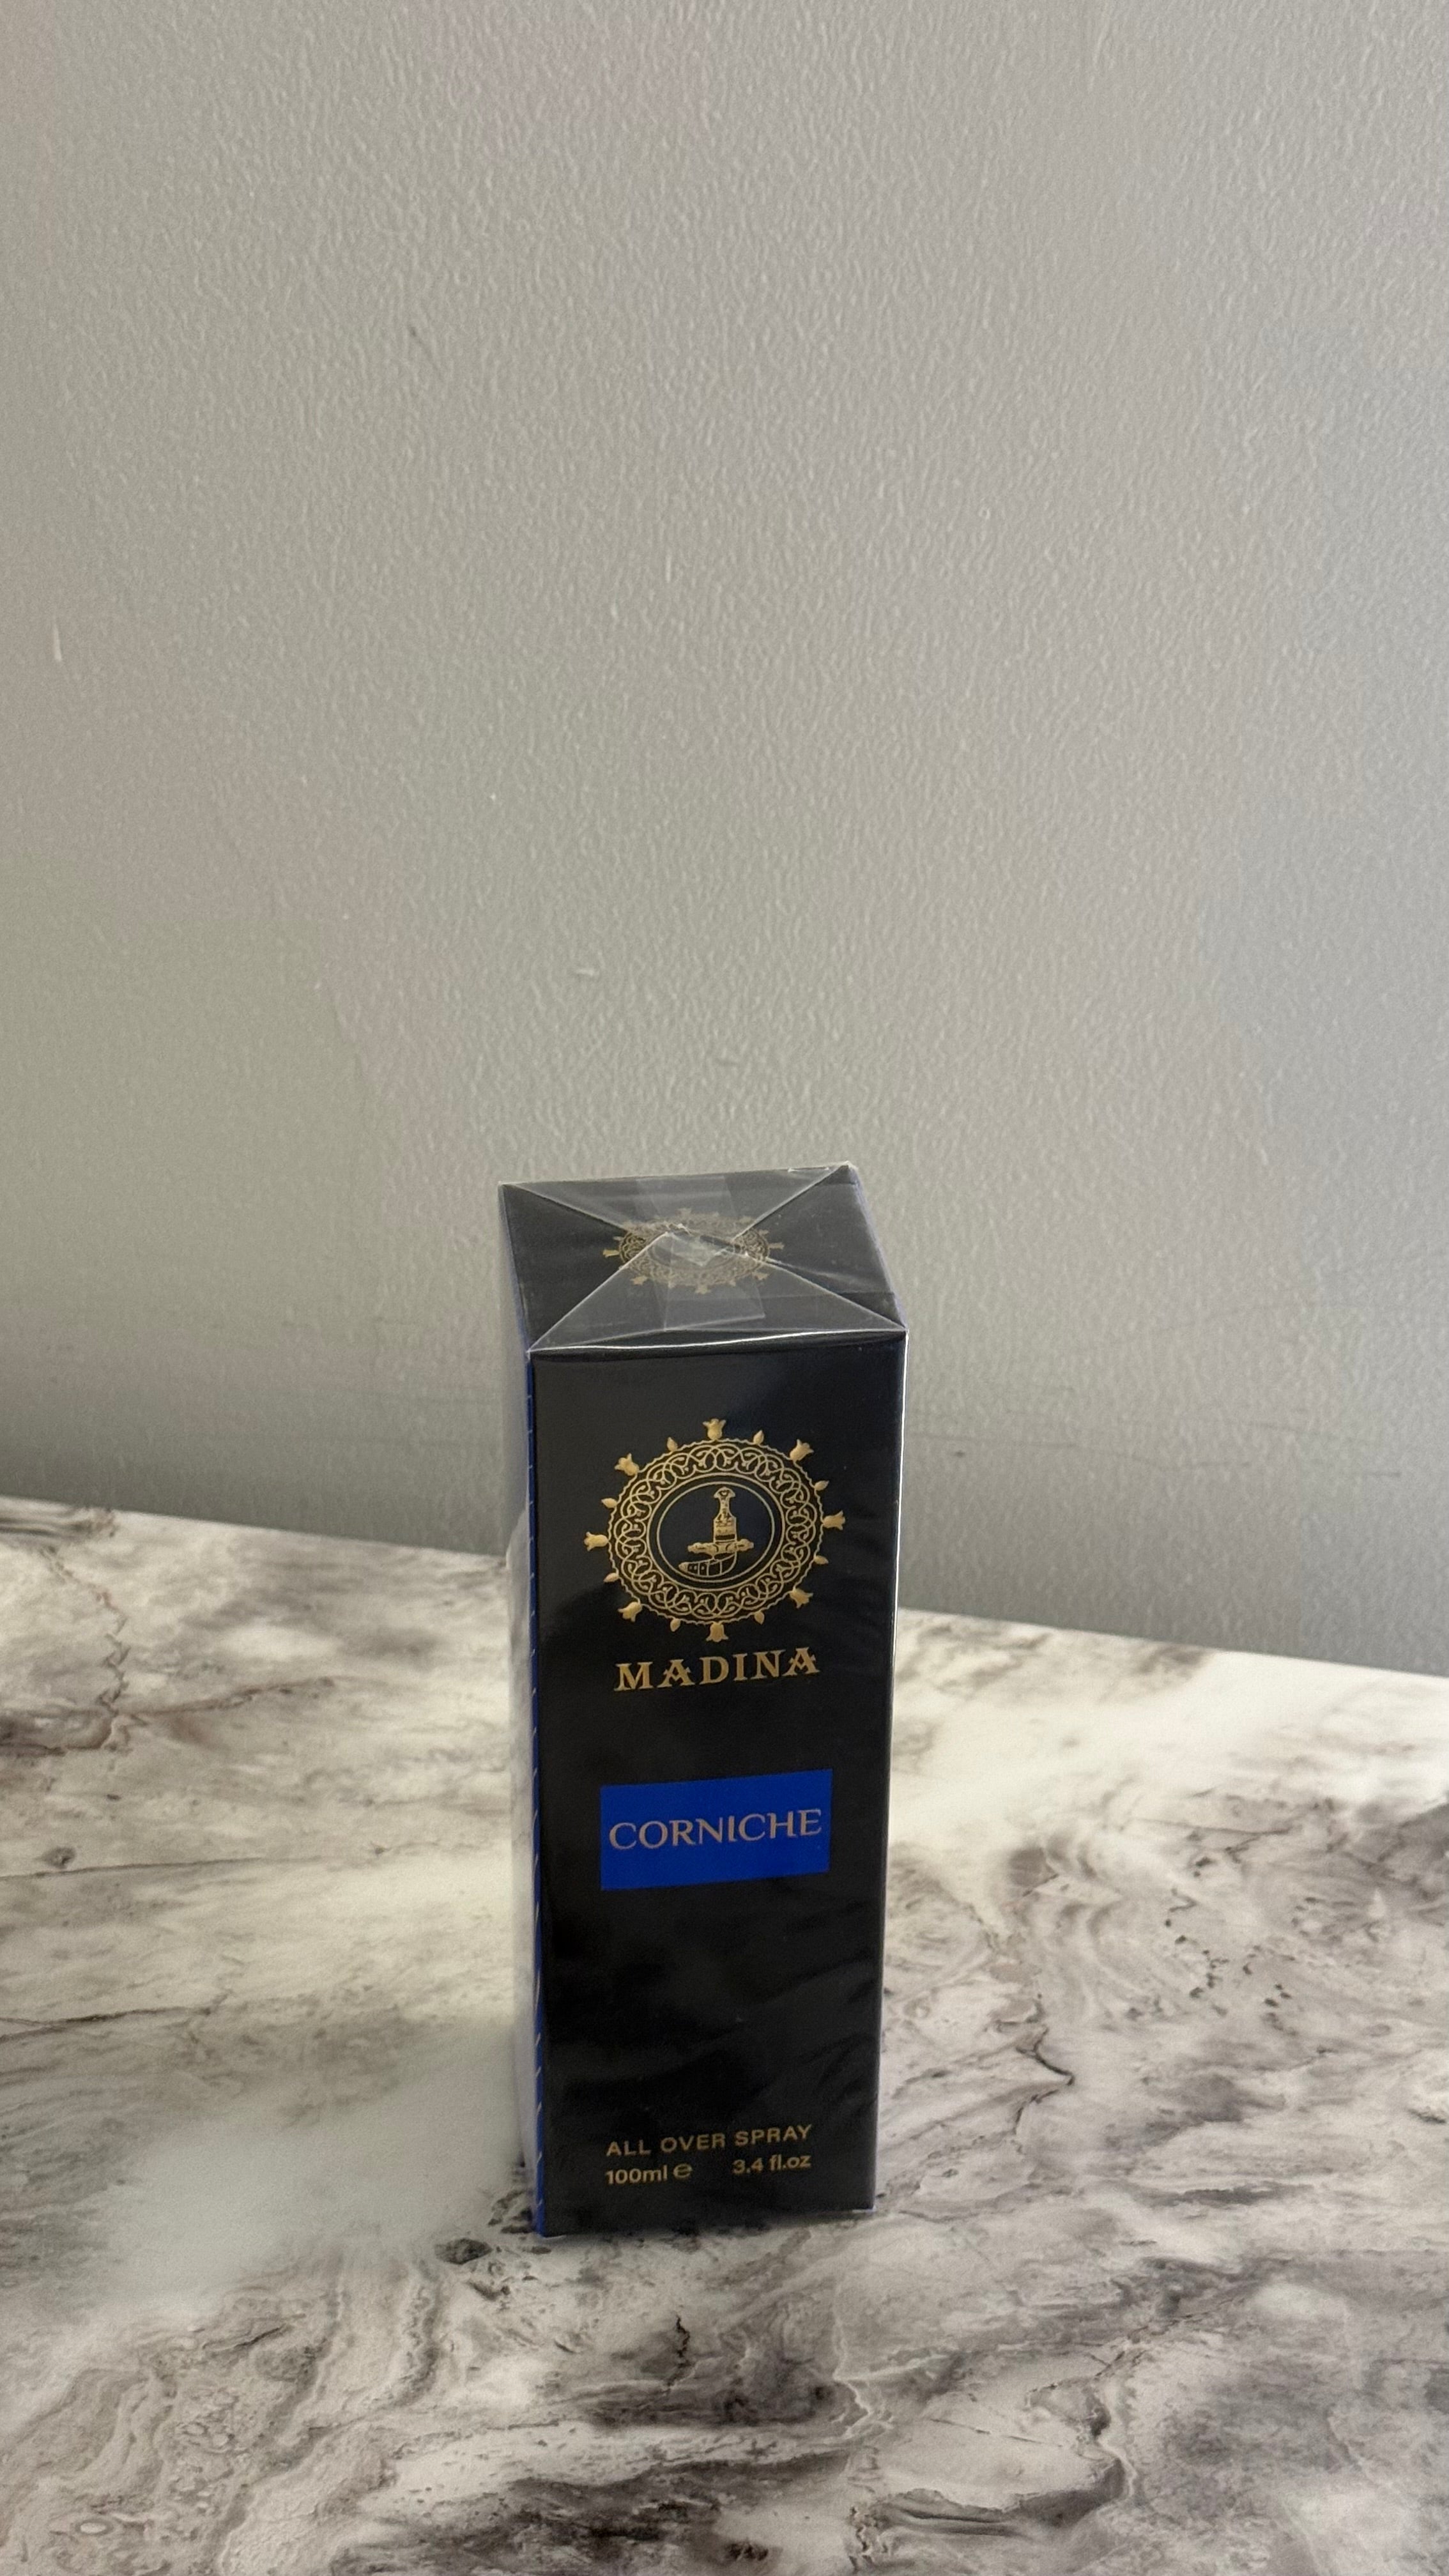 MADINA
CORNICHE
ALL OVER SPRAY
100ml e 3.4 fl.oz